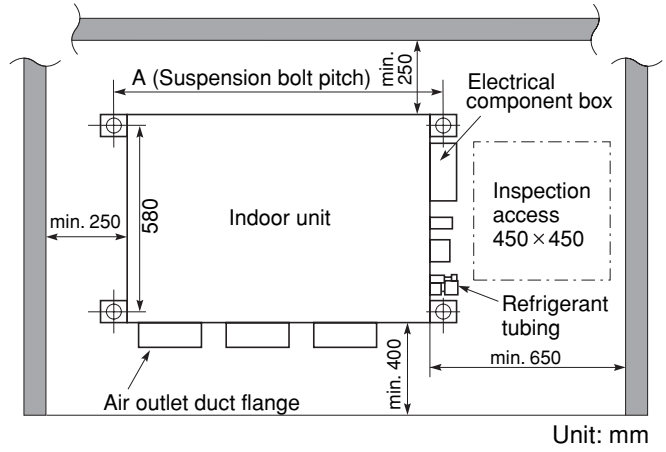 min.
250
A (Suspension bolt pitch)
Electrical
component box
Inspection
access
450×450
min. 250
580
Indoor unit
Refrigerant
tubing
min. 400
min. 650
Air outlet duct flange
Unit: mm